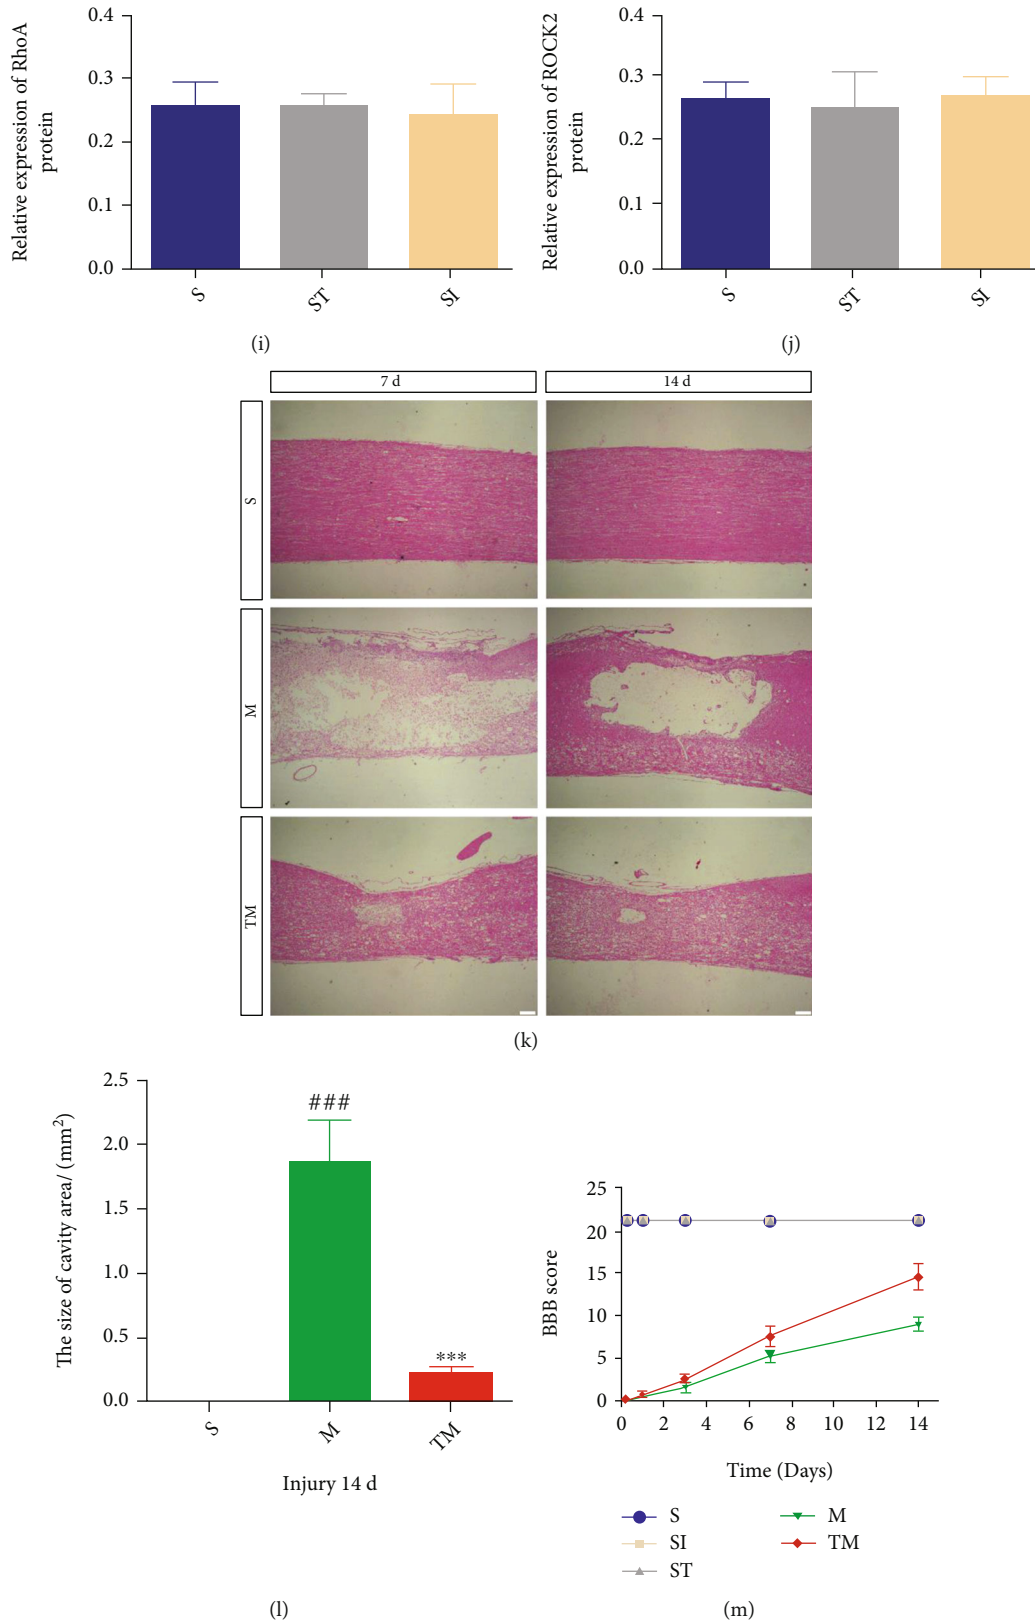 Relative expression of RhoA
protein
0.4
0.3
0.2
0.1
0.0
S
ST
SI
(i)
Relative expression of ROCK2
protein
0.4
0.3
0.2
0.1
0.0
S
ST
SI
(j)
7 d
14 d
S
M
TM
(k)
The size of cavity area/ (mm²)
2.5
2.0
1.5
1.0
0.5
0.0
###
***
S
M
TM
Injury 14 d
(l)
BBB score
25
20
15
10
5
0
0 2 4 6 8 10 12 14
Time (Days)
S
SI
ST
M
TM
(m)